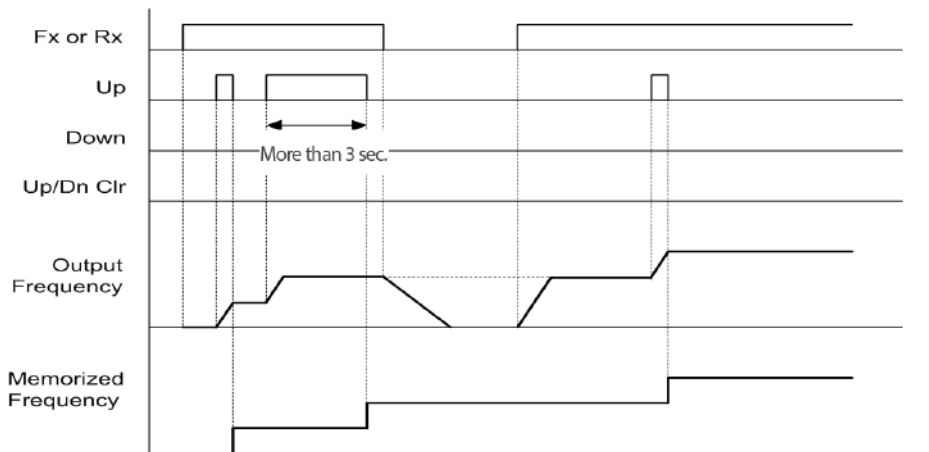 Fx or Rx
Up
Down
More than 3 sec.
Up/Dn Clr
Output
Frequency
Memorized
Frequency